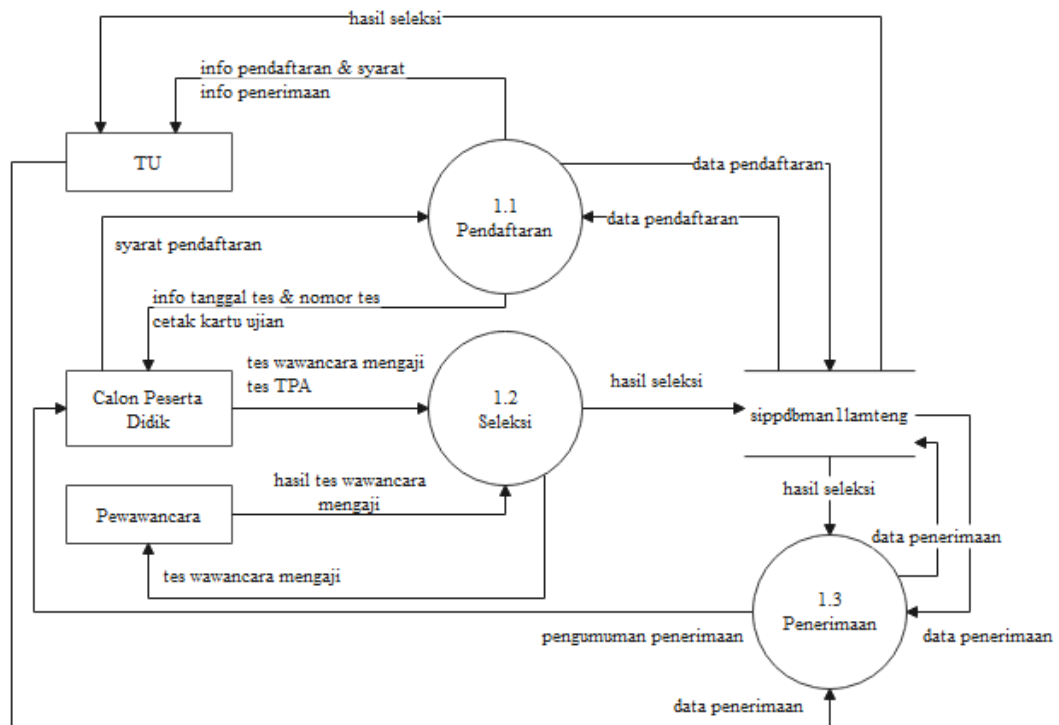 hasil seleksi
info pendaftaran & syarat
info penerimaan
TU
data pendaftaran
1.1
Pendaftaran
data pendaftaran
syarat pendaftaran
info tanggal tes & nomor tes
cetak kartu ujian
tes wawancara mengaji
tes TPA
hasil seleksi
Calon Peserta
Didik
1.2
Seleksi
sippdbman1lamteng
hasil tes wawancara
mengaji
hasil seleksi
Pewawancara
data penerimaan
tes wawancara mengaji
1.3
Penerimaan
pengumuman penerimaan
data penerimaan
data penerimaan